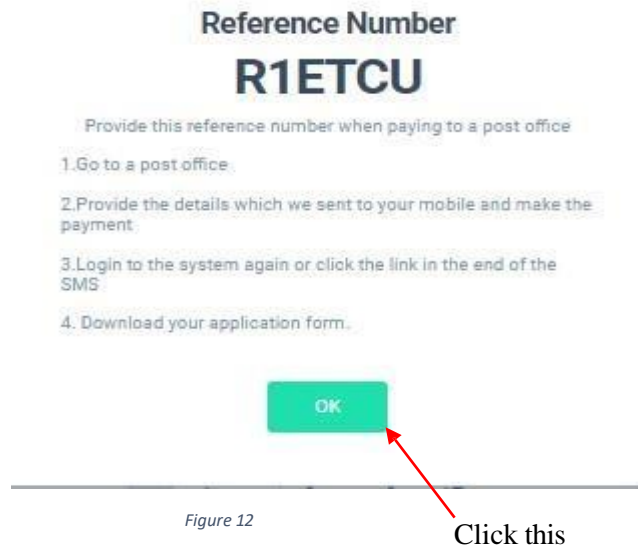 Reference Number
R1ETCU
Provide this reference number when paying to a post office
1.Go to a post office
2.Provide the details which we sent to your mobile and make the
payment
3.Login to the system again or click the link in the end of the
SMS
4. Download your application form.
OK
Figure 12
Click this